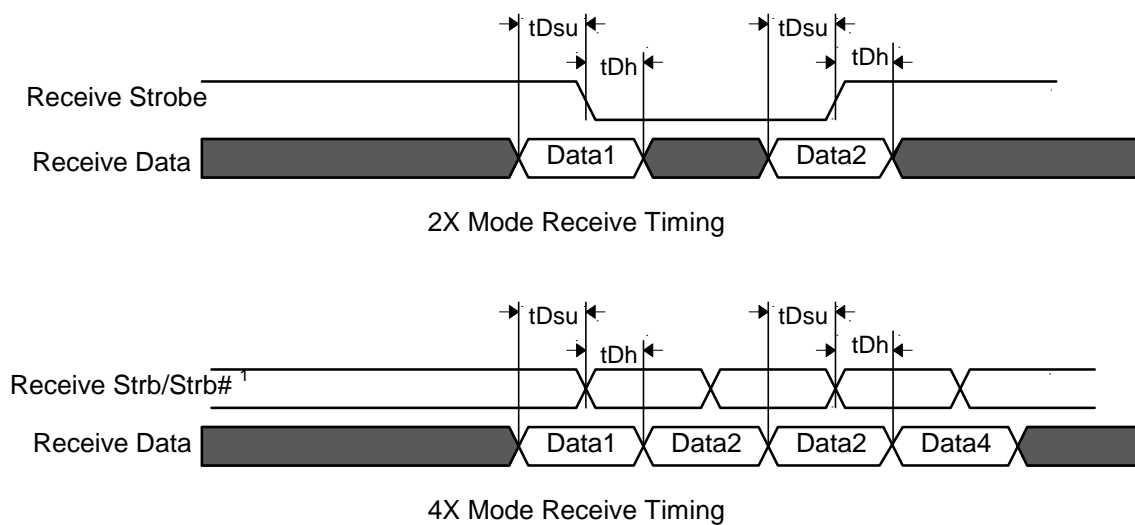 tDsu tDsu
tDh tDh
Receive Strobe
Receive Data Data1 Data2
2X Mode Receive Timing
tDsu tDsu
tDh tDh
Receive Strb/Strb# 1
Receive Data Data1 Data2 Data2 Data4
4X Mode Receive Timing